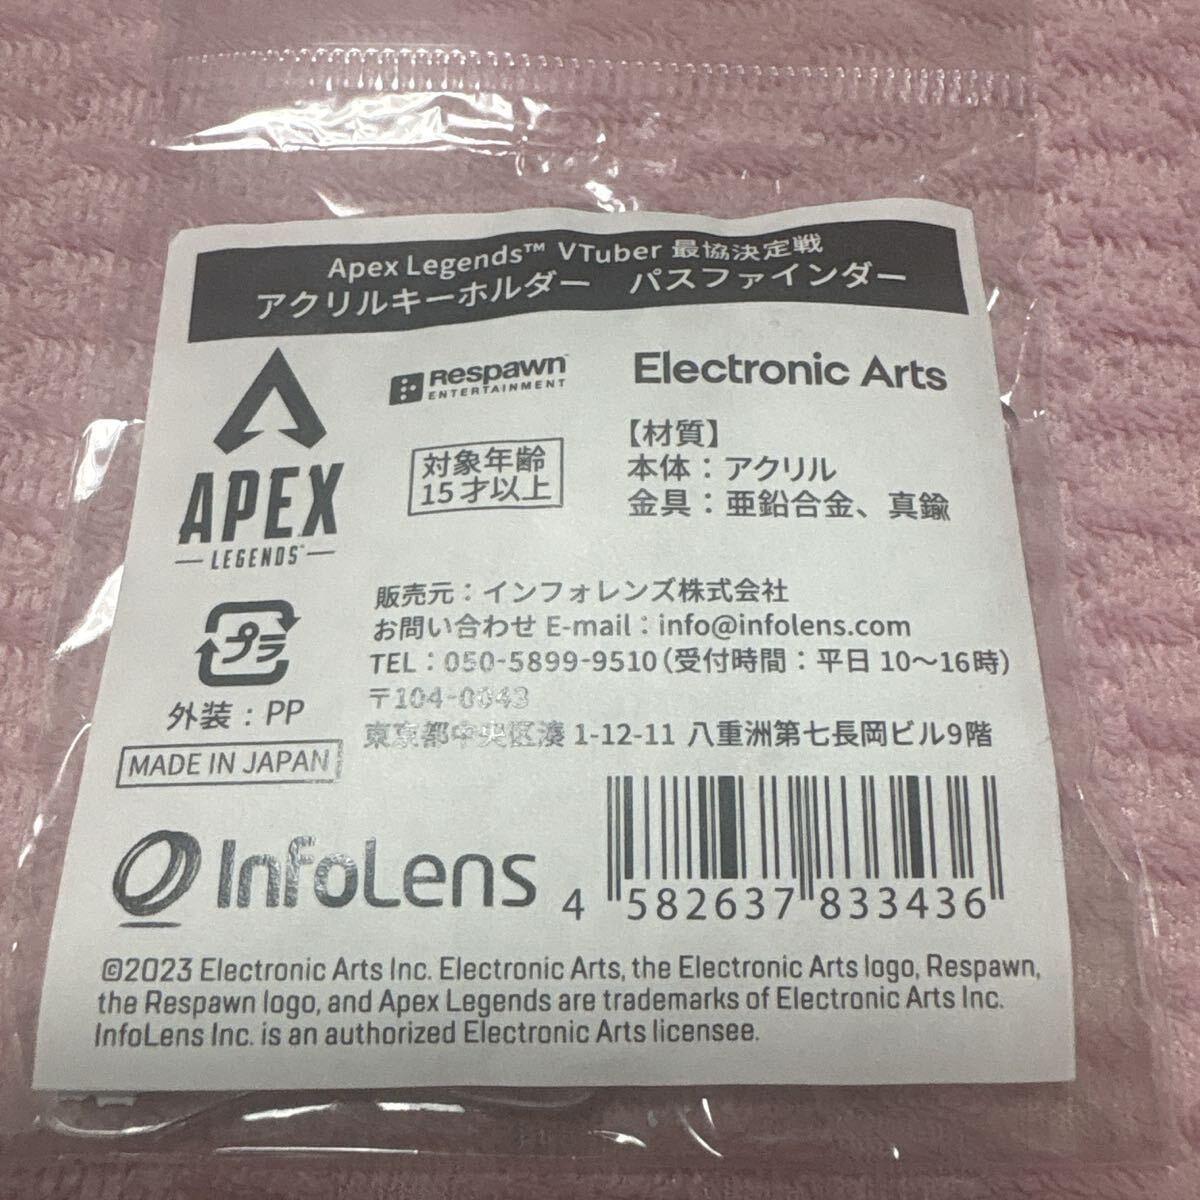 Apex Legends™ VTuber 最協決定戦
アクリルキーホルダー　パスファインダー
APEX
LEGENDS™
Respawn™
ENTERTAINMENT
Electronic Arts
対象年齢
15才以上
【材質】
本体：アクリル
金具：亜鉛合金、真鍮
プラ
外装：PP
MADE IN JAPAN
販売元：インフォレンズ株式会社
お問い合わせ E-mail：info@infolens.com
TEL：050-5899-9510（受付時間：平日 10～16時）
〒104-0043
東京都中央区湊 1-12-11 八重洲第七長岡ビル9階
InfoLens
4 582637 833436
©2023 Electronic Arts Inc. Electronic Arts, the Electronic Arts logo, Respawn,
the Respawn logo, and Apex Legends are trademarks of Electronic Arts Inc.
InfoLens Inc. is an authorized Electronic Arts licensee.